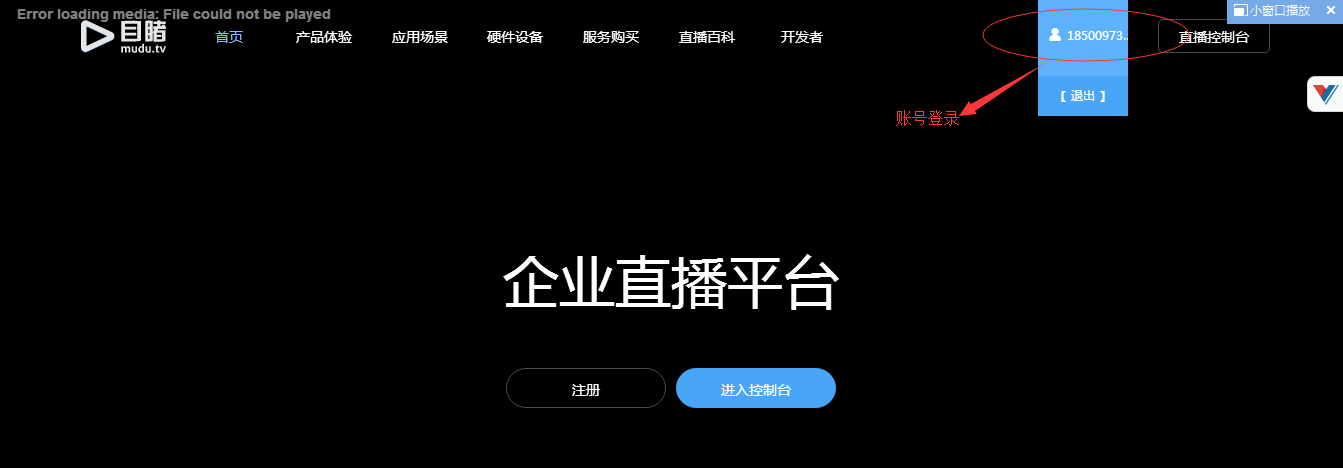 Error loading media: File could not be played
小窗口播放
目睹
mudu.tv
首页 产品体验 应用场景 硬件设备 服务购买 直播百科 开发者 18500973.. 直播控制台
【 退出 】
账号登录
企业直播平台
注册 进入控制台